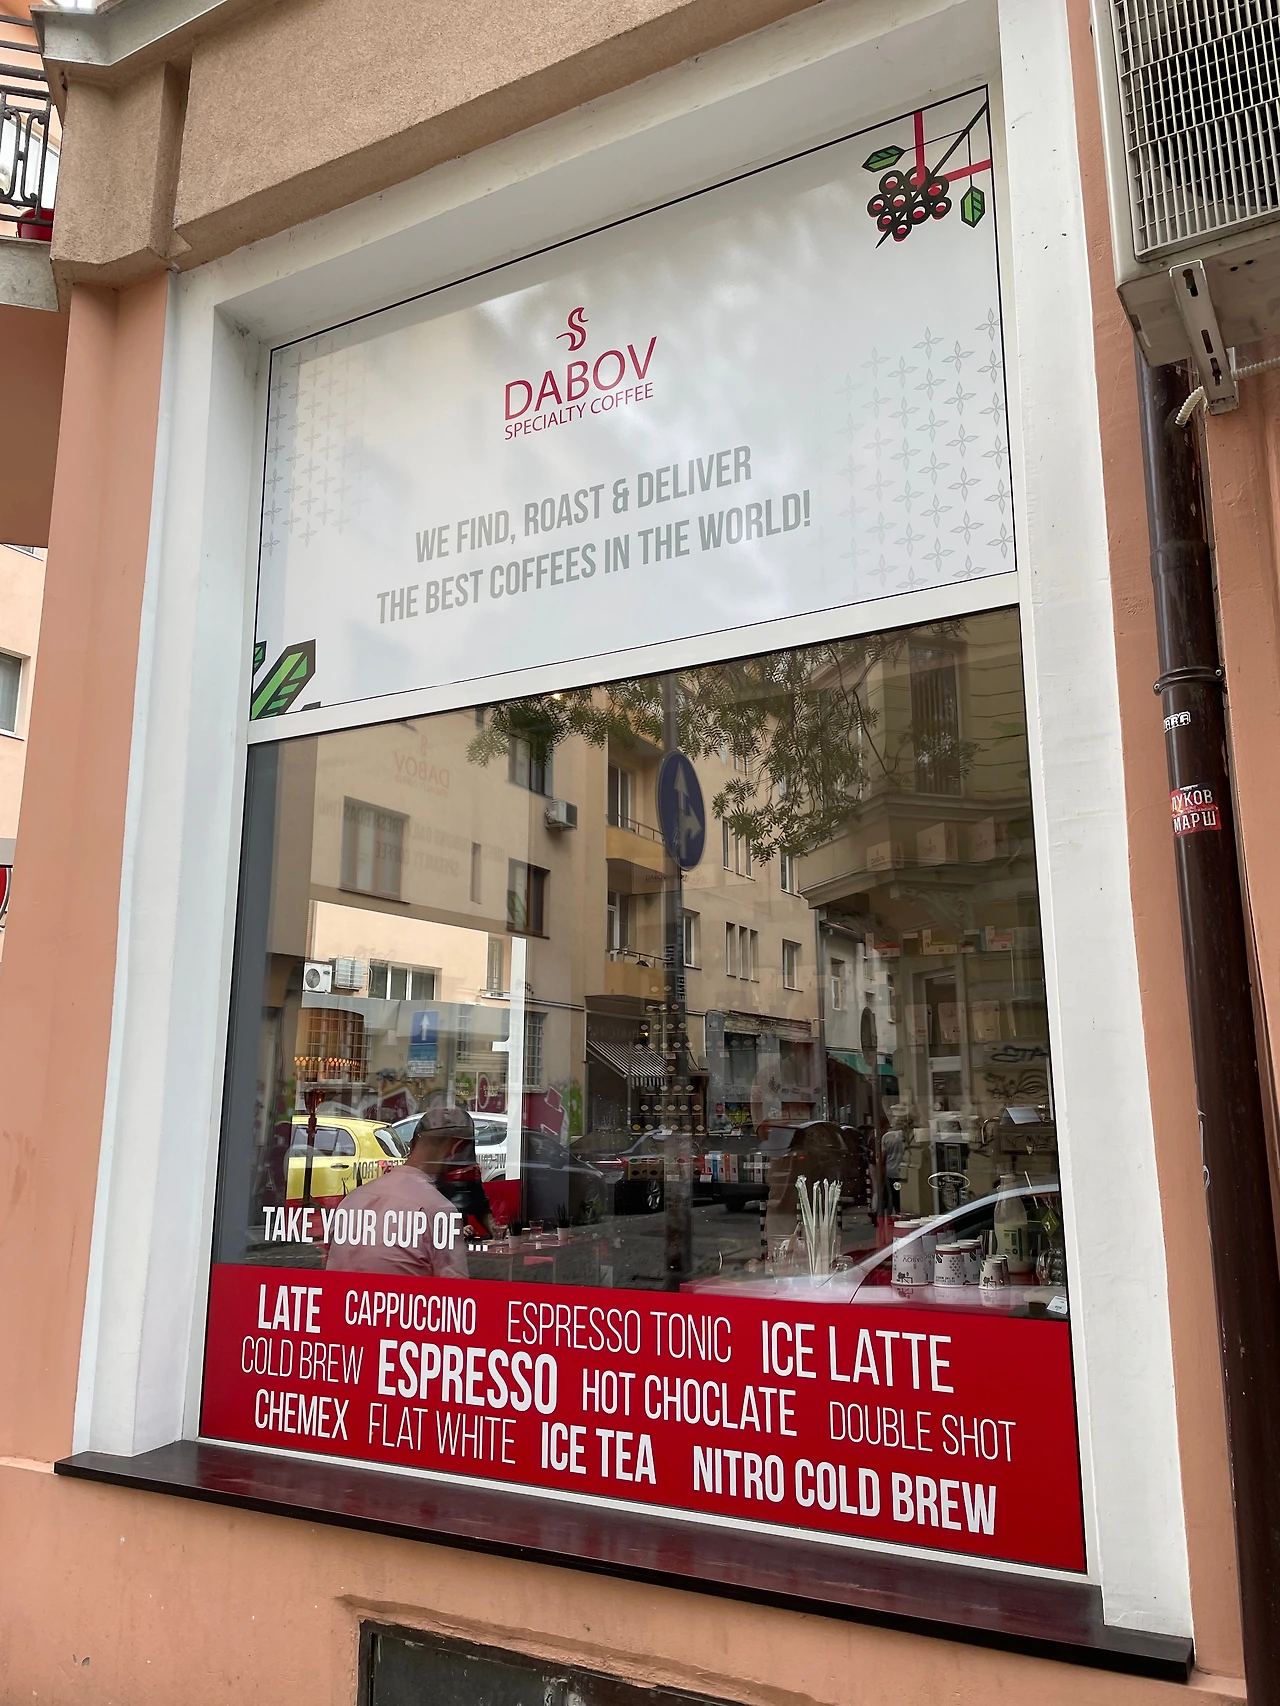 DABOV
SPECIALTY COFFEE
WE FIND, ROAST & DELIVER
THE BEST COFFEES IN THE WORLD!
TAKE YOUR CUP OF ...
LATE CAPPUCCINO ESPRESSO TONIC ICE LATTE
COLD BREW ESPRESSO HOT CHOCLATE DOUBLE SHOT
CHEMEX FLAT WHITE ICE TEA NITRO COLD BREW
ЛУКОВ
МАРШ
DABOV